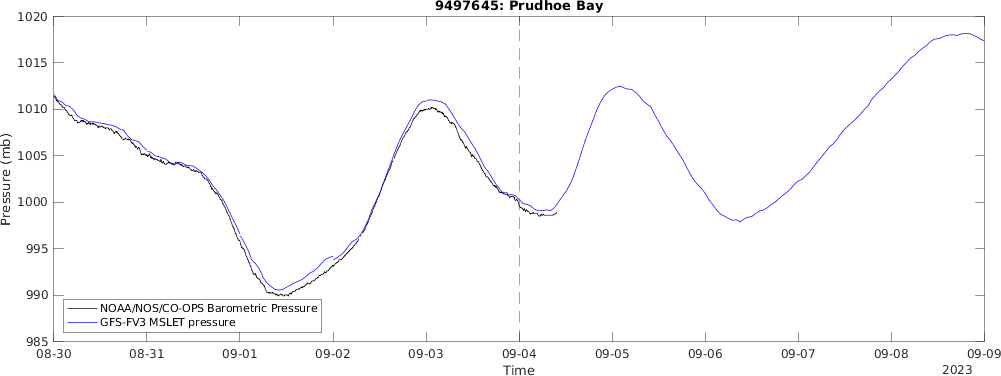 9497645: Prudhoe Bay
1020
1015
1010
1005
1000
995
990
985
Pressure (mb)
NOAA/NOS/CO-OPS Barometric Pressure
GFS-FV3 MSLET pressure
08-30 08-31 09-01 09-02 09-03 09-04 09-05 09-06 09-07 09-08 09-09
Time
2023